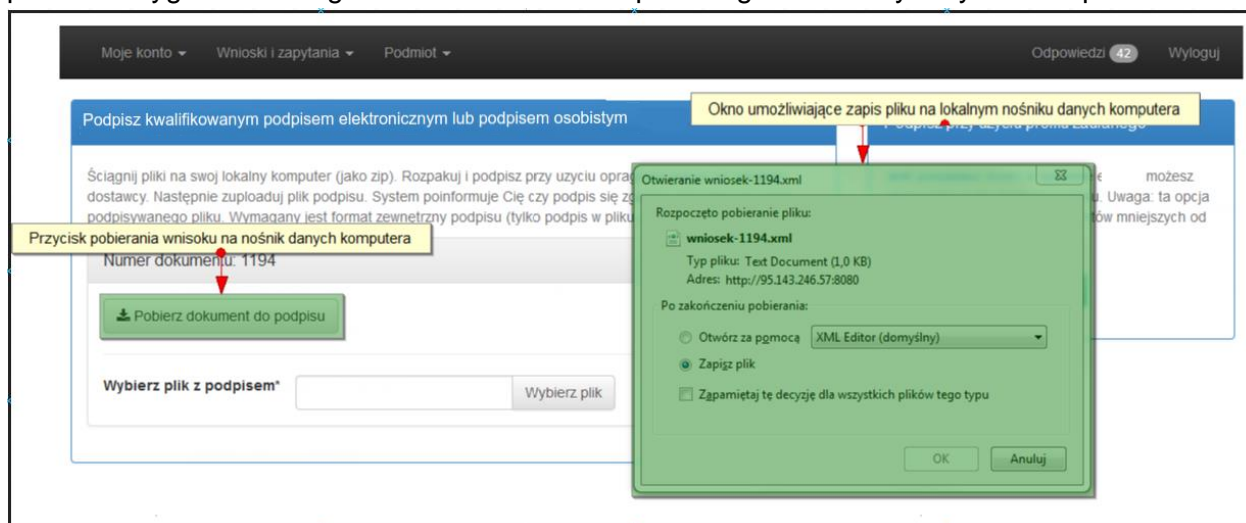 Moje konto Wnioski i zapytania Podmiot Odpowiedzi 42 Wyloguj
Okno umożliwiające zapis pliku na lokalnym nośniku danych komputera
Podpisz kwalifikowanym podpisem elektronicznym lub podpisem osobistym
Ściągnij pliki na swoj lokalny komputer (jako zip). Rozpakuj i podpisz przy uzyciu
dostawcy. Następnie zuploaduj plik podpisu. System poinformuje Cię czy podpis się
podpisywanego pliku. Wymagany jest format zewnetrzny podpisu (tylko podpis w
możesz
Uwaga: ta opcja
mniejszych od
Przycisk pobierania wnisoku na nośnik danych komputera
Numer dokumentu: 1194
Pobierz dokument do podpisu
Wybierz plik z podpisem* Wybierz plik
Otwieranie wniosek-1194.xml
Rozpoczęto pobieranie pliku:
wniosek-1194.xml
Typ pliku: Text Document (1,0 KB)
Adres: http://95.143.246.57:8080
Po zakończeniu pobierania:
Otwórz za pomocą XML Editor (domyślny)
Zapisz plik
Zapamiętaj tę decyzję dla wszystkich plików tego typu
OK Anuluj